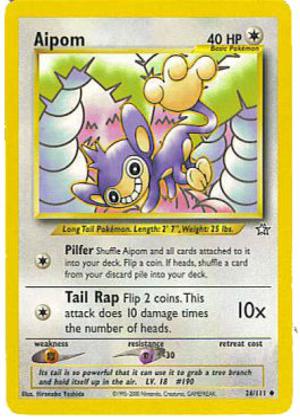 Aipom
40 HP
Basic Pokémon
Long Tail Pokémon. Length: 2' 7", Weight: 25 lbs.
Pilfer Shuffle Aipom and all cards attached to it
into your deck. Flip a coin. If heads, shuffle a card
from your discard pile into your deck.
Tail Rap Flip 2 coins. This
attack does 10 damage times
the number of heads.
10x
weakness
resistance
retreat cost
-30
Its tail is so powerful that it can use it to grab a tree branch
and hold itself up in the air. LV. 18 #190
Illus. Hironobu Yoshida
©1995-2000 Nintendo, Creatures, GAMEFREAK.
26/111